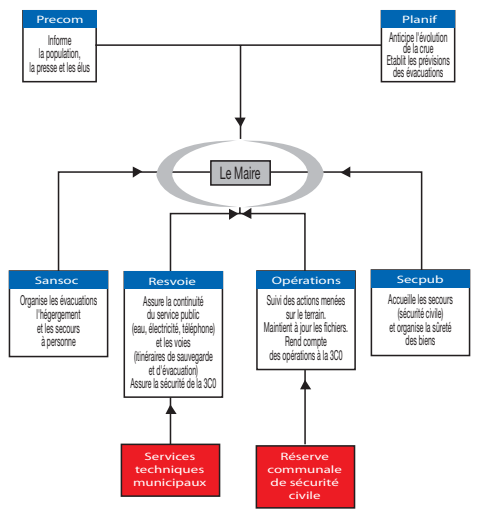 Precom
Informe
la population,
la presse et les élus
Planif
Anticipe l'évolution
de la crue
Etablit les prévisions
des évacuations
Le Maire
Sansoc
Organise les évacuations
l'hégergement
et les secours
à personne
Resvoie
Assure la continuité
du service public
(eau, électricité, téléphone)
et les voies
(itinéraires de sauvegarde
et d'évacuation)
Assure la sécurité de la 3C0
Opérations
Suivi des actions menées
sur le terrain.
Maintient à jour les fichiers.
Rend compte
des opérations à la 3C0
Secpub
Accueille les secours
(sécurité civile)
et organise la sûreté
des biens
Services
techniques
municipaux
Réserve
communale
de sécurité
civile